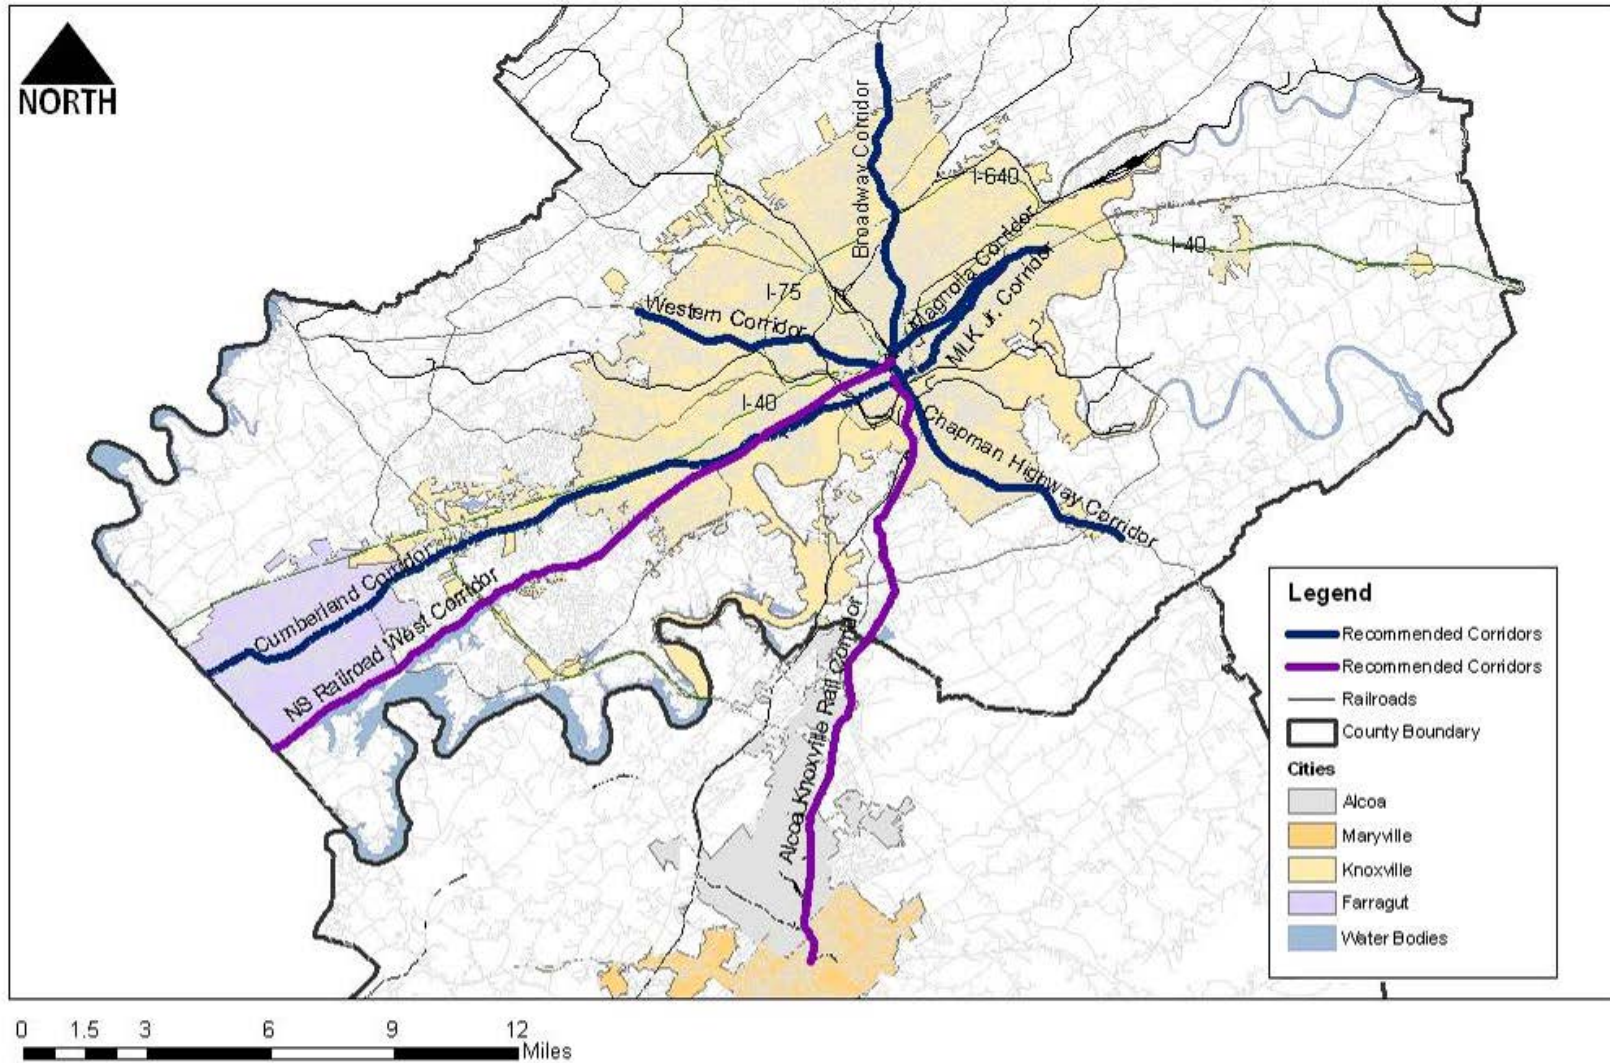 NORTH
Broadway Corridor
I-640
Magnolia Corridor
I-40
MLK Jr. Corridor
I-75
Western Corridor
I-40
Chapman Highway Corridor
Cumberland Corridor
NS Railroad West Corridor
Alcoa Knoxville Rail Corridor
Legend
Recommended Corridors
Recommended Corridors
Railroads
County Boundary
Cities
Alcoa
Maryville
Knoxville
Farragut
Water Bodies
0 1.5 3 6 9 12
Miles